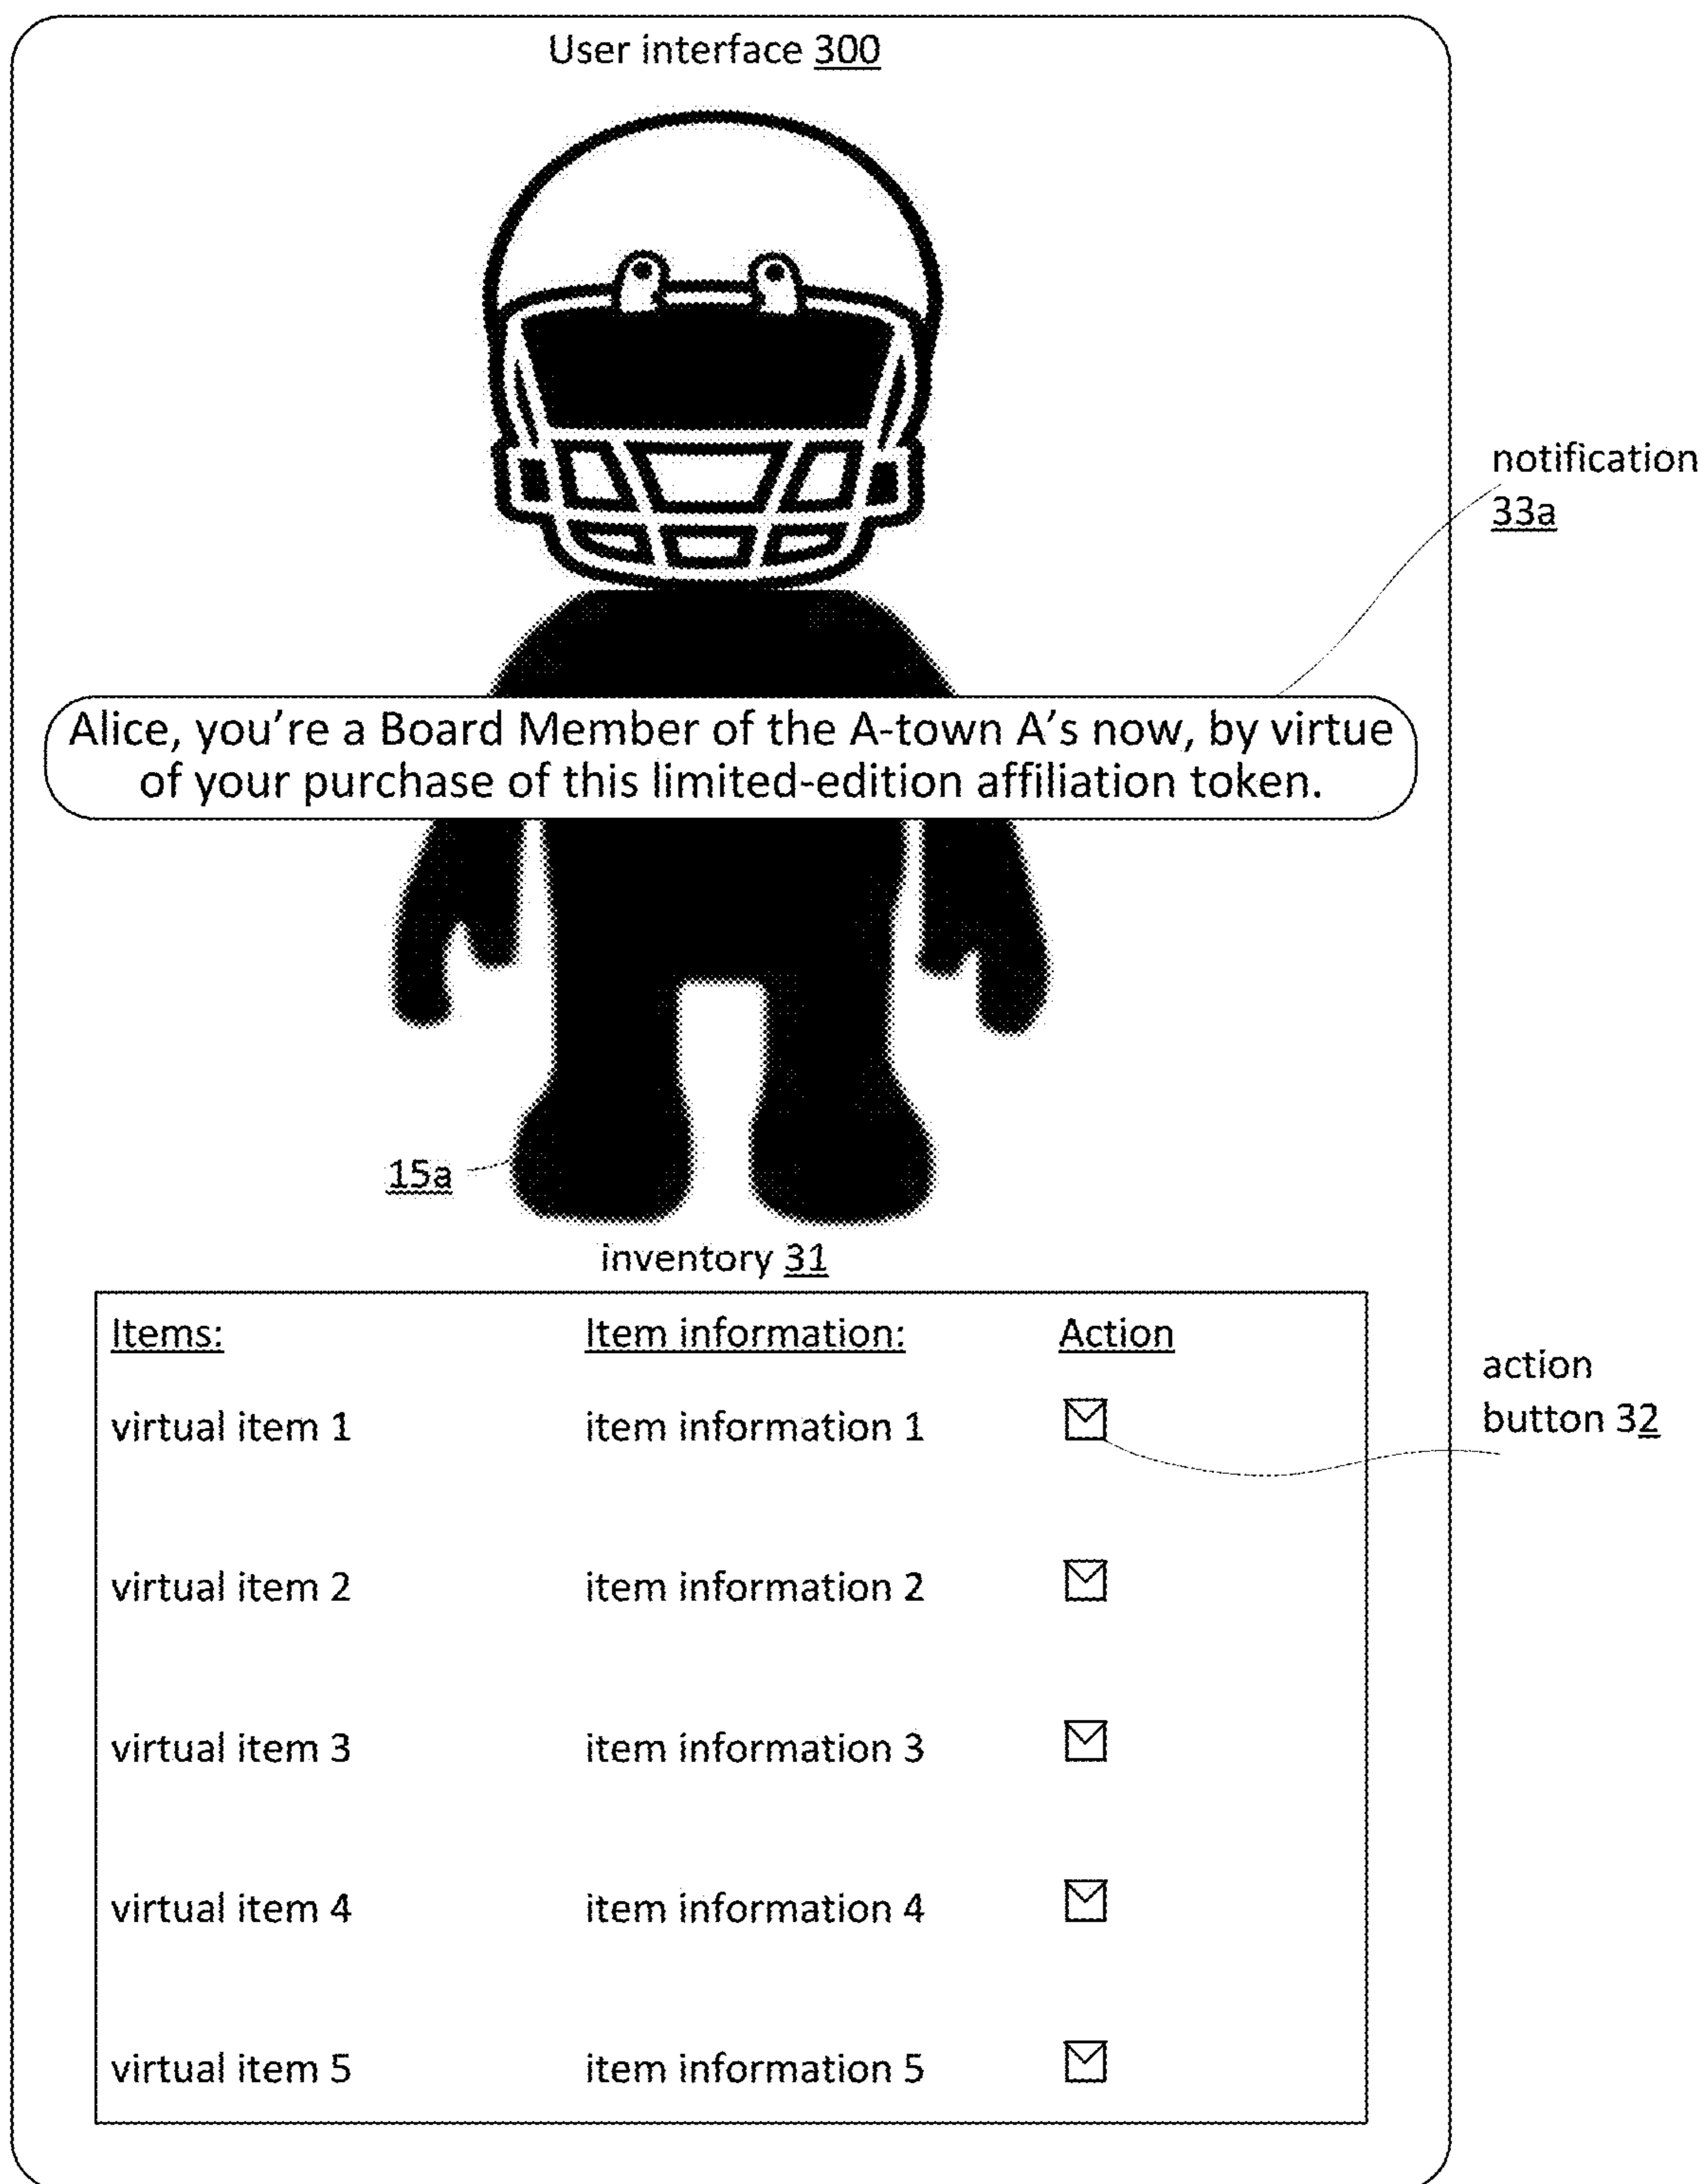 User interface 300
notification
33a
Alice, you're a Board Member of the A-town A's now, by virtue
of your purchase of this limited-edition affiliation token.
15a
inventory 31
Items: Item information: Action
action
button 32
virtual item 1 item information 1
virtual item 2 item information 2
virtual item 3 item information 3
virtual item 4 item information 4
virtual item 5 item information 5